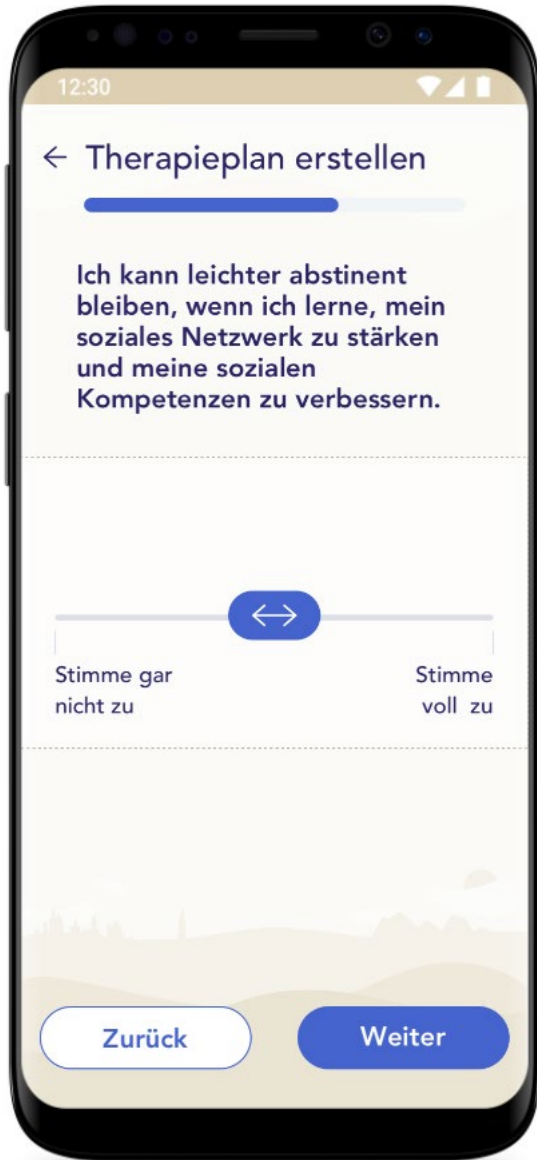 12:30
Therapieplan erstellen
Ich kann leichter abstinent
bleiben, wenn ich lerne, mein
soziales Netzwerk zu stärken
und meine sozialen
Kompetenzen zu verbessern.
Stimme gar
nicht zu
Stimme
voll zu
Zurück
Weiter